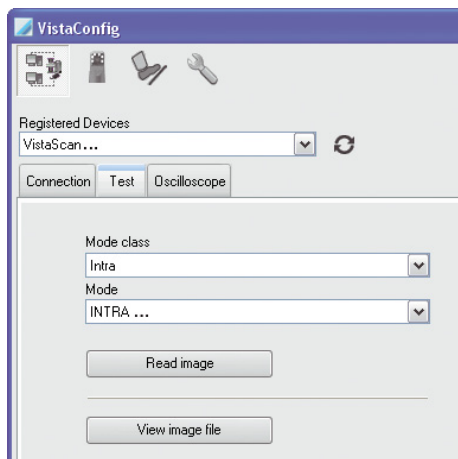 VistaConfig
Registered Devices
VistaScan...
Connection Test Oscilloscope
Mode class
Intra
Mode
INTRA ...
Read image
View image file